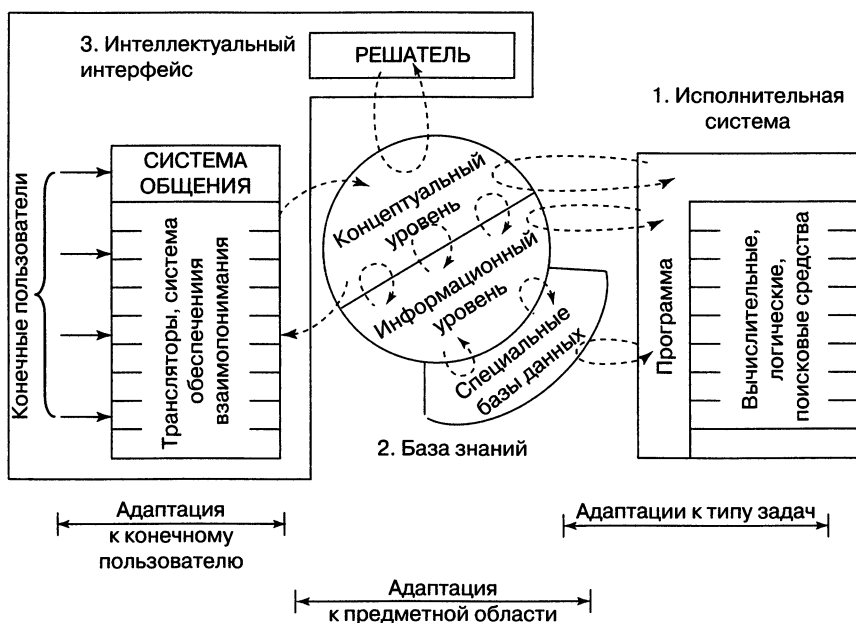 3. Интеллектуальный
интерфейс
РЕШАТЕЛЬ
1. Исполнительная
система
СИСТЕМА
ОБЩЕНИЯ
Конечные пользователи
Трансляторы, система
обеспечениия
взаимопонимания
Концептуальный
уровень
Информационный
уровень
Специальные
базы данных
Программа
Вычислительные,
логические,
поисковые средства
2. База знаний
Адаптация
к конечному
пользователю
Адаптации к типу задач
Адаптация
к предметной области